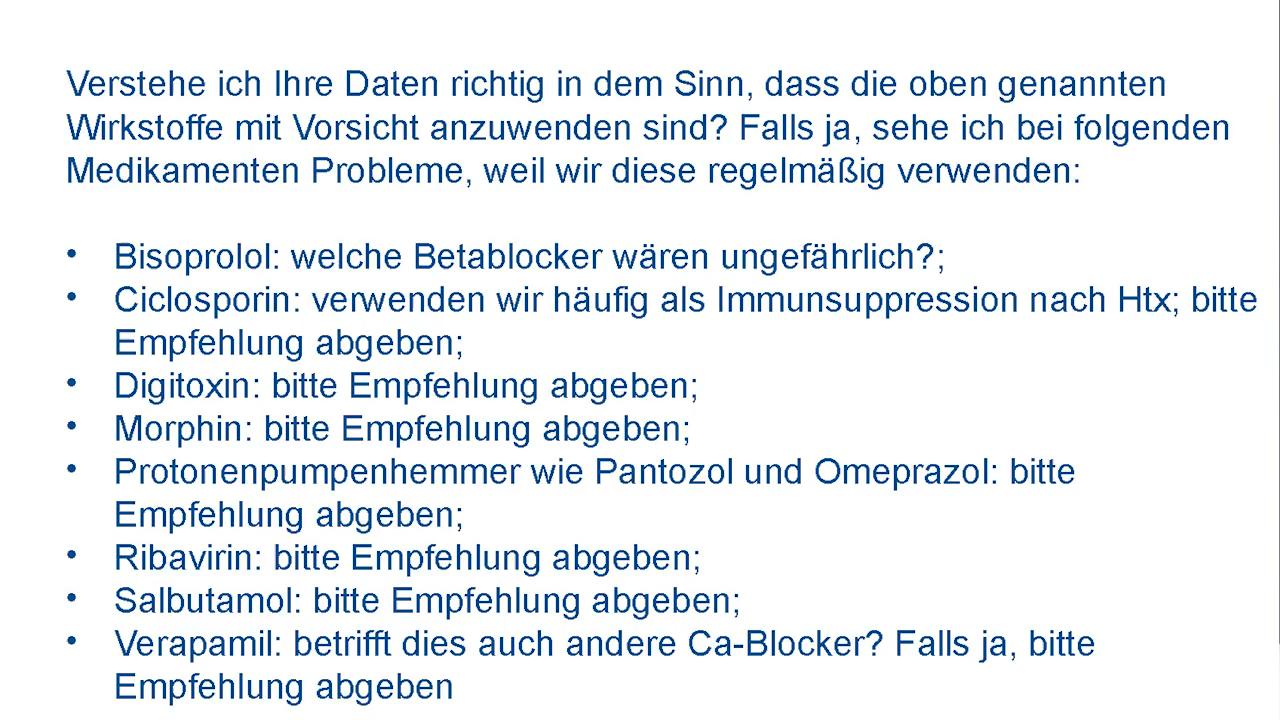 Verstehe ich Ihre Daten richtig in dem Sinn, dass die oben genannten
Wirkstoffe mit Vorsicht anzuwenden sind? Falls ja, sehe ich bei folgenden
Medikamenten Probleme, weil wir diese regelmäßig verwenden:
• Bisoprolol: welche Betablocker wären ungefährlich?;
• Ciclosporin: verwenden wir häufig als Immunsuppression nach Htx; bitte
Empfehlung abgeben;
• Digitoxin: bitte Empfehlung abgeben;
• Morphin: bitte Empfehlung abgeben;
• Protonenpumpenhemmer wie Pantozol und Omeprazol: bitte
Empfehlung abgeben;
• Ribavirin: bitte Empfehlung abgeben;
• Salbutamol: bitte Empfehlung abgeben;
• Verapamil: betrifft dies auch andere Ca-Blocker? Falls ja, bitte
Empfehlung abgeben